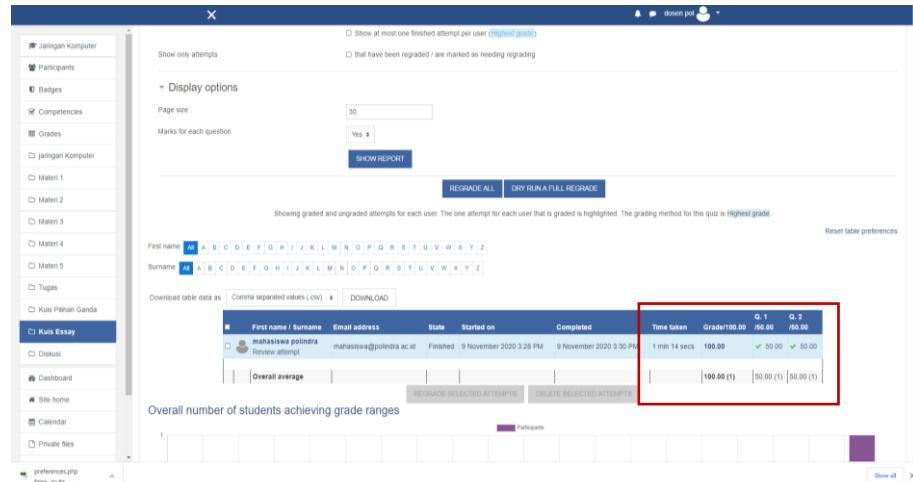 dosen pol
Show at most one finished attempt per user (Highest grade)
Show only attempts
that have been regraded / are marked as needing regrading
Display options
Page size
30
Marks for each question
Yes
SHOW REPORT
REGRADE ALL
DRY RUN A FULL REGRADE
Showing graded and ungraded attempts for each user. The one attempt for each user that is graded is highlighted. The grading method for this quiz is Highest grade.
Reset table preferences
First name All A B C D E F G H I J K L M N O P Q R S T U V W X Y Z
Surname All A B C D E F G H I J K L M N O P Q R S T U V W X Y Z
Download table data as Comma separated values (.csv) DOWNLOAD
First name / Surname Email address State Started on Completed Time taken Grade/100.00 Q. 1 /50.00 Q. 2 /50.00
mahasiswa polindra mahasiswa@polindra.ac.id Finished 9 November 2020 3:28 PM 9 November 2020 3:30 PM 1 min 14 secs 100.00 50.00 50.00
Review attempt
Overall average 100.00 (1) 50.00 (1) 50.00 (1)
REGRADE SELECTED ATTEMPTS
DELETE SELECTED ATTEMPTS
Overall number of students achieving grade ranges
Participants
1
Jaringan Komputer
Participants
Badges
Competencies
Grades
jaringan Komputer
Materi 1
Materi 2
Materi 3
Materi 4
Materi 5
Tugas
Kuis Pilihan Ganda
Kuis Essay
Diskusi
Dashboard
Site home
Calendar
Private files
preferences.php
Show all